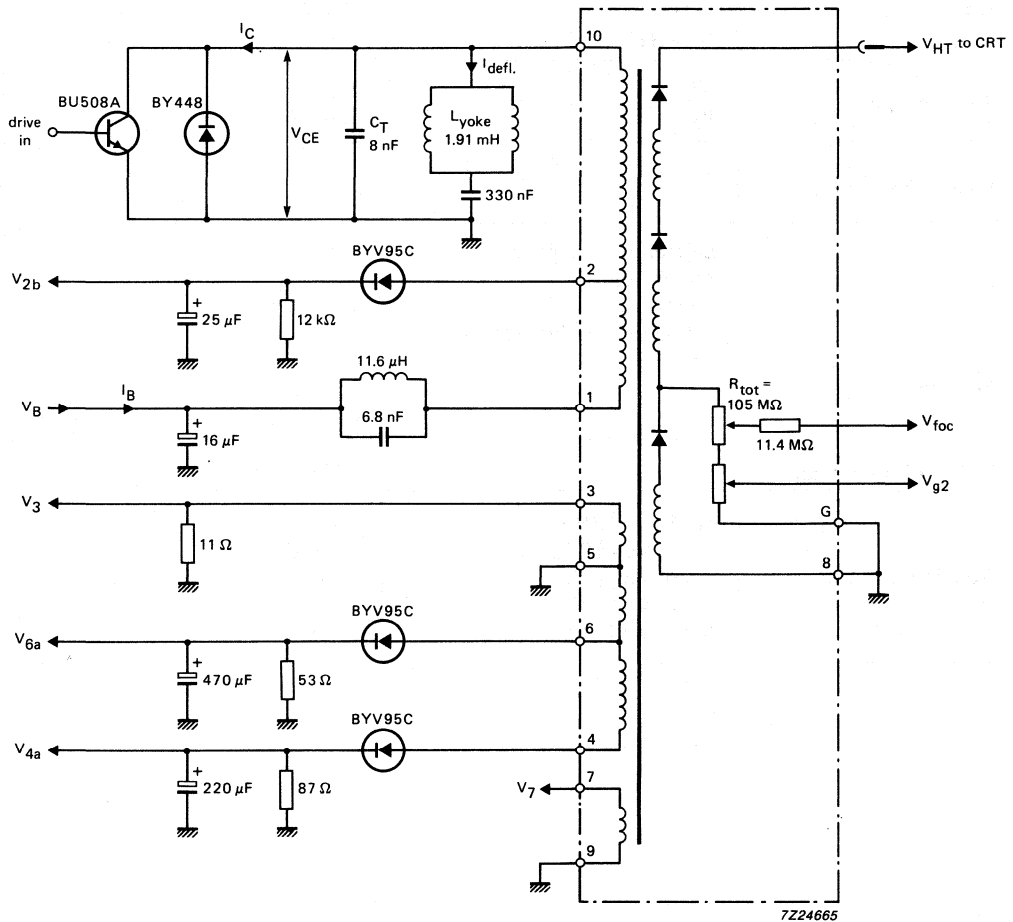 I_C
10
V_HT to CRT
I_defl.
BU508A
BY448
drive
in
V_CE
C_T
8 nF
L_yoke
1.91 mH
330 nF
BYV95C
2
V_2b
+
25 µF
12 kΩ
11.6 µH
R_tot =
105 MΩ
I_B
V_B
1
6.8 nF
V_foc
11.4 MΩ
+
16 µF
V_g2
3
V_3
G
11 Ω
5
8
BYV95C
6
V_6a
+
470 µF
53 Ω
BYV95C
4
V_4a
+
220 µF
87 Ω
7
V_7
9
7Z24665